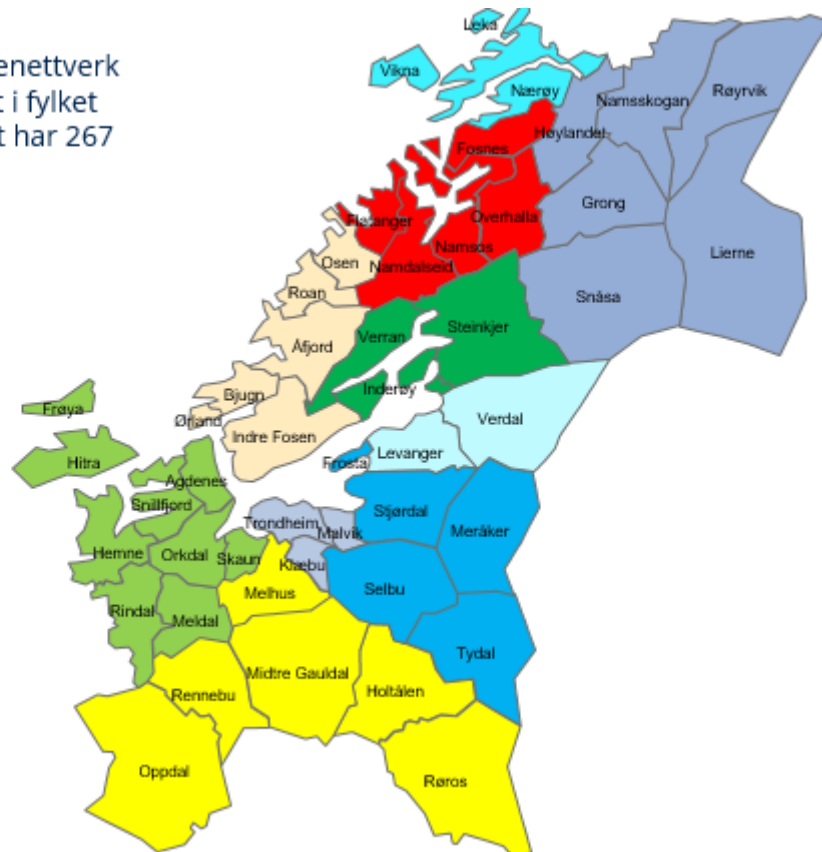 enettverk
t i fylket
t har 267
Leka
Vikna
Nærøy
Namsskogan
Røyrvik
Høylandet
Fosnes
Grong
Overhalla
Flatanger
Namsos
Lierne
Osen
Namdalseid
Roan
Snåsa
Steinkjer
Verran
Åfjord
Inderøy
Bjugn
Frøya
Ørland
Verdal
Indre Fosen
Levanger
Hitra
Frosta
Agdenes
Snillfjord
Stjørdal
Trondheim
Malvik
Meråker
Hemne
Orkdal
Skaun
Klæbu
Selbu
Melhus
Rindal
Meldal
Tydal
Midtre Gauldal
Rennebu
Holtålen
Oppdal
Røros